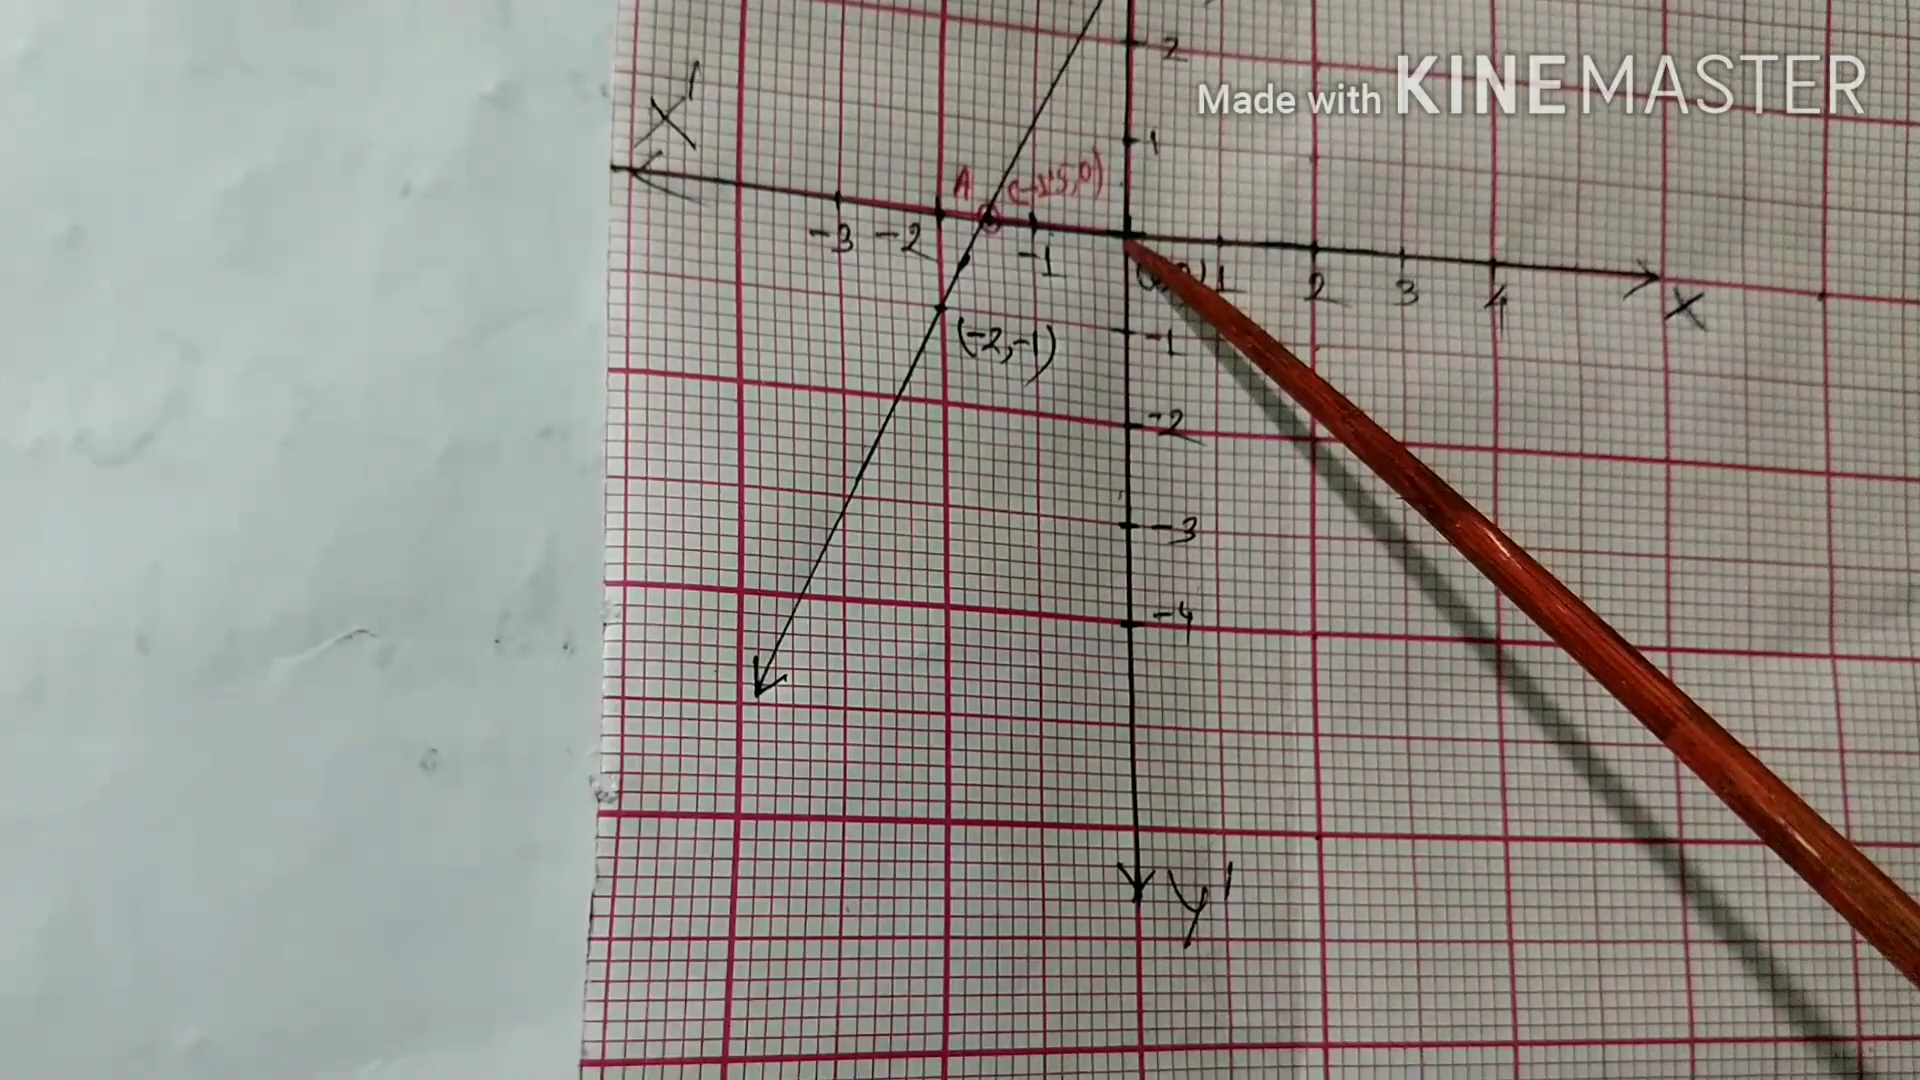 2
Made with KINEMASTER
X'
1
A (-1.5,0)
-3 -2 -1 1 2 3 4
X
(-2,-1)
-1
-2
-3
-4
Y'